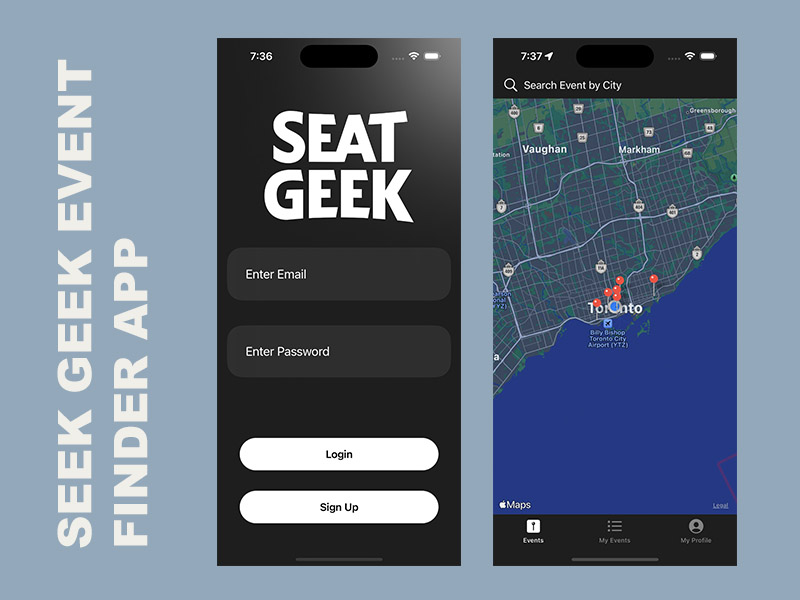 SEEK GEEK EVENT
FINDER APP
7:36
SEAT
GEEK
Enter Email
Enter Password
Login
Sign Up
7:37
Search Event by City
Greensborough
Vaughan
Markham
Toronto
Billy Bishop
Toronto City
Airport (YTZ)
Maps
Legal
Events
My Events
My Profile